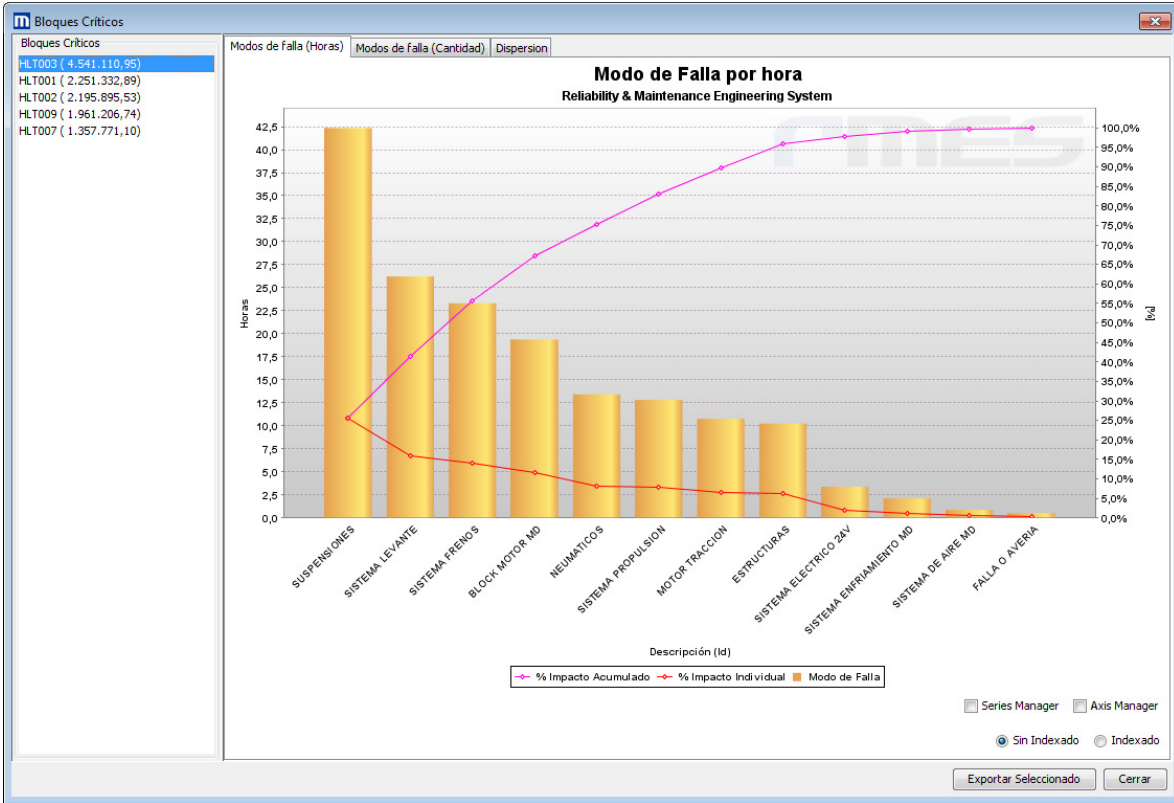 m Bloques Críticos
Bloques Críticos
HLT003 ( 4.541.110,95)
HLT001 ( 2.251.332,89)
HLT002 ( 2.195.895,53)
HLT009 ( 1.961.206,74)
HLT007 ( 1.357.771,10)
Modos de falla (Horas) Modos de falla (Cantidad) Dispersion
Modo de Falla por hora
Reliability & Maintenance Engineering System
rmes
Horas
42,5
40,0
37,5
35,0
32,5
30,0
27,5
25,0
22,5
20,0
17,5
15,0
12,5
10,0
7,5
5,0
2,5
0,0
100,0%
95,0%
90,0%
85,0%
80,0%
75,0%
70,0%
65,0%
60,0%
55,0%
50,0%
45,0%
40,0%
35,0%
30,0%
25,0%
20,0%
15,0%
10,0%
5,0%
0,0%
[%]
SUSPENSIONES
SISTEMA LEVANTE
SISTEMA FRENOS
BLOCK MOTOR MD
NEUMATICOS
SISTEMA PROPULSION
MOTOR TRACCION
ESTRUCTURAS
SISTEMA ELECTRICO 24V
SISTEMA ENFRIAMIENTO MD
SISTEMA DE AIRE MD
FALLA O AVERIA
Descripción (Id)
% Impacto Acumulado % Impacto Individual Modo de Falla
Series Manager Axis Manager
Sin Indexado Indexado
Exportar Seleccionado Cerrar